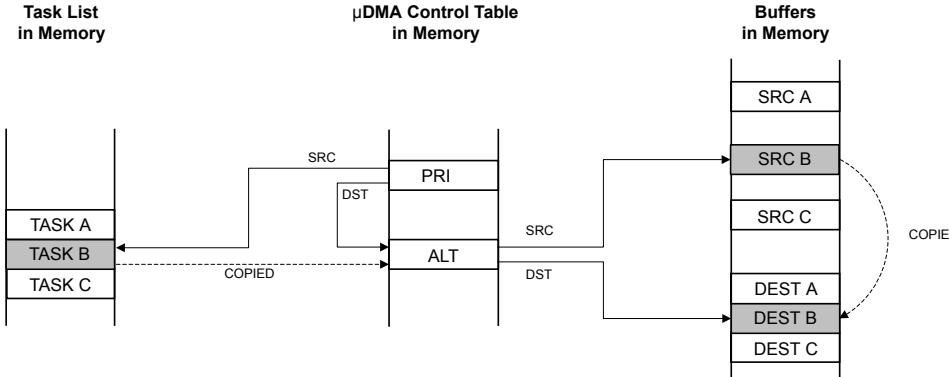 Task List
in Memory
µDMA Control Table
in Memory
Buffers
in Memory
SRC A
SRC
SRC B
PRI
DST
TASK A
SRC C
SRC
COPIE
TASK B
ALT
COPIED
DST
TASK C
DEST A
DEST B
DEST C